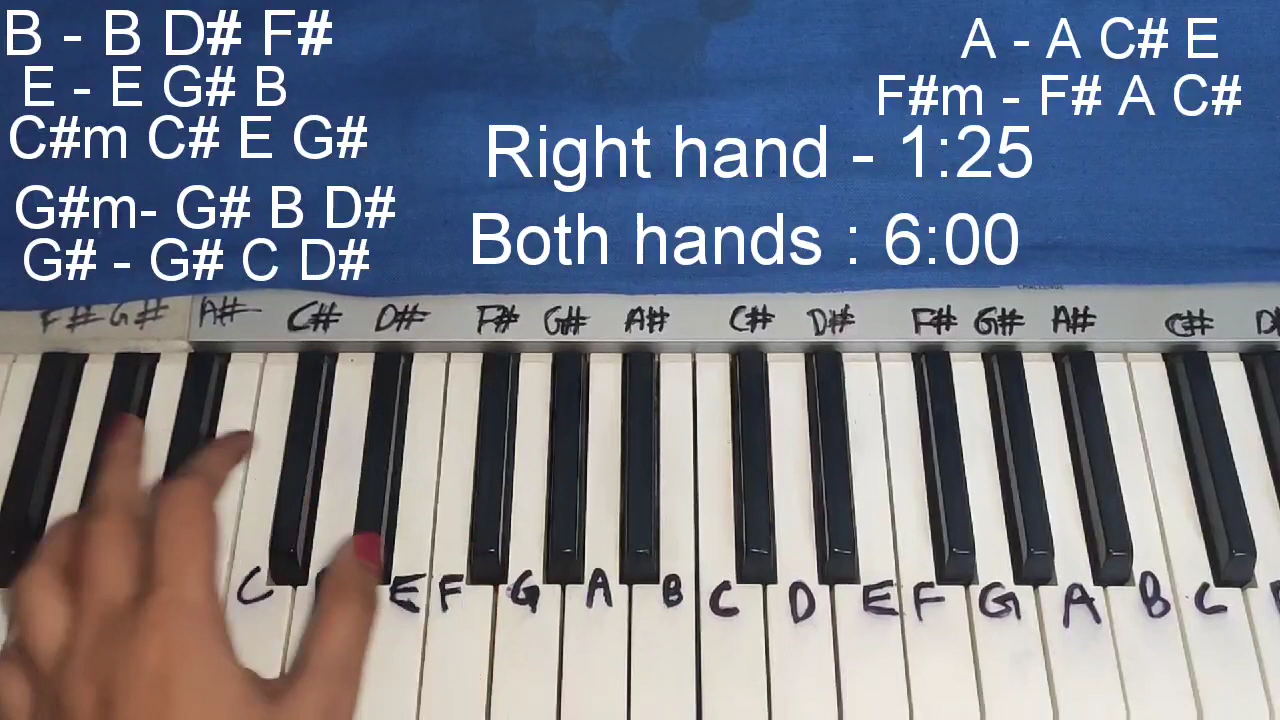 B - B D# F#
E - E G# B
C#m C# E G#
G#m- G# B D#
G# - G# C D#
A - A C# E
F#m - F# A C#
Right hand - 1:25
Both hands : 6:00
F# G# A# C# D# F# G# A# C# D# F# G# A# C#
C E F G A B C D E F G A B C